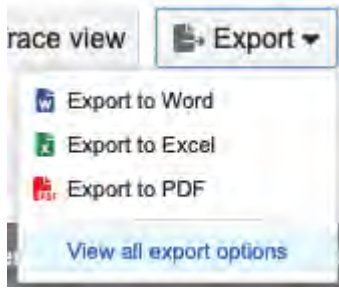 race view
Export
Export to Word
Export to Excel
Export to PDF
View all export options